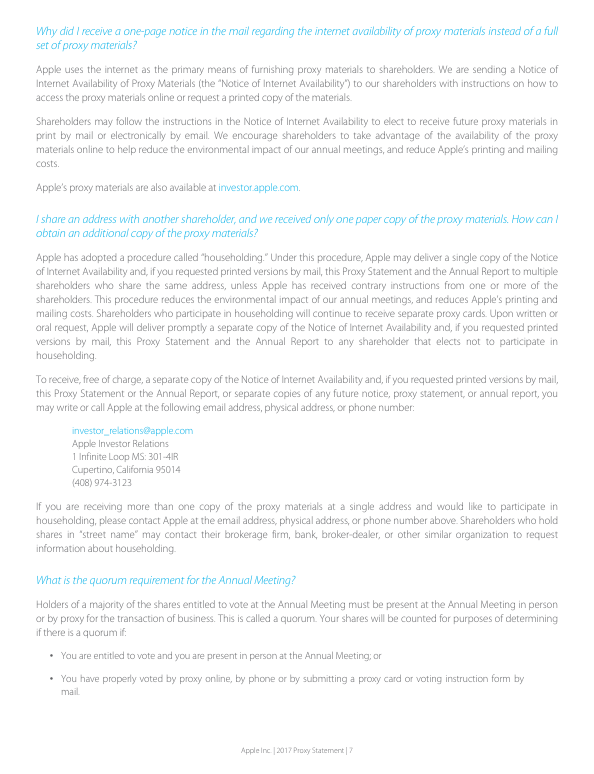 Why did I receive a one-page notice in the mail regarding the internet availability of proxy materials instead of a full
set of proxy materials?
Apple uses the internet as the primary means of furnishing proxy materials to shareholders. We are sending a Notice of
Internet Availability of Proxy Materials (the “Notice of Internet Availability”) to our shareholders with instructions on how to
access the proxy materials online or request a printed copy of the materials.
Shareholders may follow the instructions in the Notice of Internet Availability to elect to receive future proxy materials in
print by mail or electronically by email. We encourage shareholders to take advantage of the availability of the proxy
materials online to help reduce the environmental impact of our annual meetings, and reduce Apple’s printing and mailing
costs.
Apple’s proxy materials are also available at investor.apple.com.
I share an address with another shareholder, and we received only one paper copy of the proxy materials. How can I
obtain an additional copy of the proxy materials?
Apple has adopted a procedure called “householding.” Under this procedure, Apple may deliver a single copy of the Notice
of Internet Availability and, if you requested printed versions by mail, this Proxy Statement and the Annual Report to multiple
shareholders who share the same address, unless Apple has received contrary instructions from one or more of the
shareholders. This procedure reduces the environmental impact of our annual meetings, and reduces Apple’s printing and
mailing costs. Shareholders who participate in householding will continue to receive separate proxy cards. Upon written or
oral request, Apple will deliver promptly a separate copy of the Notice of Internet Availability and, if you requested printed
versions by mail, this Proxy Statement and the Annual Report to any shareholder that elects not to participate in
householding.
To receive, free of charge, a separate copy of the Notice of Internet Availability and, if you requested printed versions by mail,
this Proxy Statement or the Annual Report, or separate copies of any future notice, proxy statement, or annual report, you
may write or call Apple at the following email address, physical address, or phone number:
investor_relations@apple.com
Apple Investor Relations
1 Infinite Loop MS: 301-4IR
Cupertino, California 95014
(408) 974-3123
If you are receiving more than one copy of the proxy materials at a single address and would like to participate in
householding, please contact Apple at the email address, physical address, or phone number above. Shareholders who hold
shares in “street name” may contact their brokerage firm, bank, broker-dealer, or other similar organization to request
information about householding.
What is the quorum requirement for the Annual Meeting?
Holders of a majority of the shares entitled to vote at the Annual Meeting must be present at the Annual Meeting in person
or by proxy for the transaction of business. This is called a quorum. Your shares will be counted for purposes of determining
if there is a quorum if:
• You are entitled to vote and you are present in person at the Annual Meeting; or
• You have properly voted by proxy online, by phone or by submitting a proxy card or voting instruction form by
mail.
Apple Inc. | 2017 Proxy Statement | 7